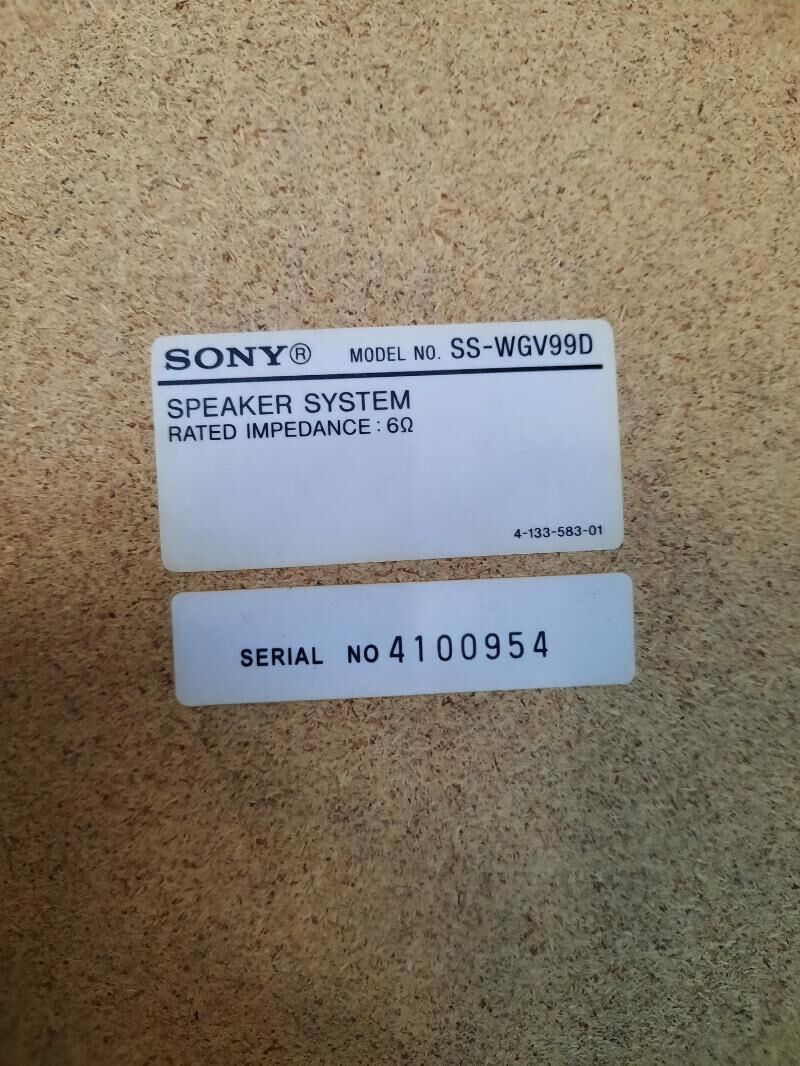 SONY® MODEL NO. SS-WGV99D
SPEAKER SYSTEM
RATED IMPEDANCE : 6Ω
4-133-583-01
SERIAL NO 4100954